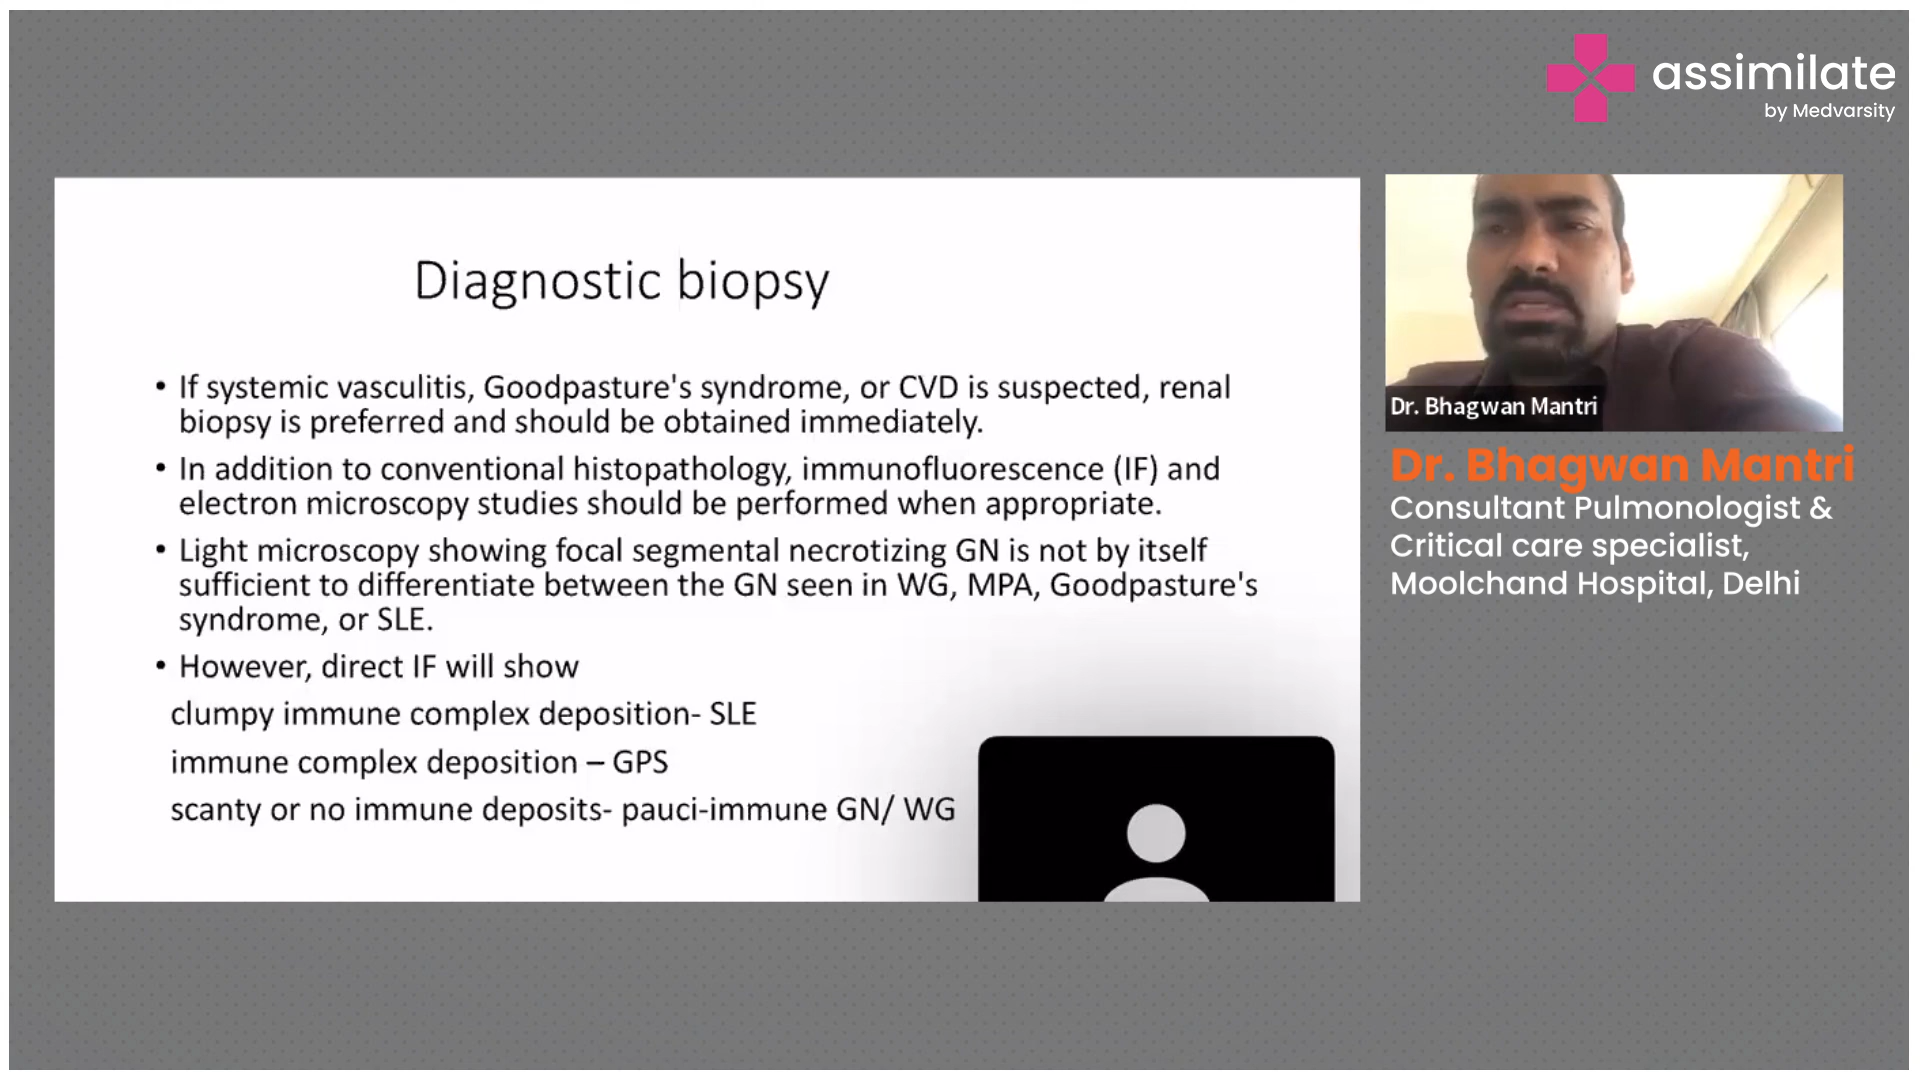 assimilate
by Medvarsity
Diagnostic biopsy
• If systemic vasculitis, Goodpasture's syndrome, or CVD is suspected, renal
biopsy is preferred and should be obtained immediately.
• In addition to conventional histopathology, immunofluorescence (IF) and
electron microscopy studies should be performed when appropriate.
• Light microscopy showing focal segmental necrotizing GN is not by itself
sufficient to differentiate between the GN seen in WG, MPA, Goodpasture's
syndrome, or SLE.
• However, direct IF will show
clumpy immune complex deposition- SLE
immune complex deposition – GPS
scanty or no immune deposits- pauci-immune GN/ WG
Dr. Bhagwan Mantri
Dr. Bhagwan Mantri
Consultant Pulmonologist &
Critical care specialist,
Moolchand Hospital, Delhi